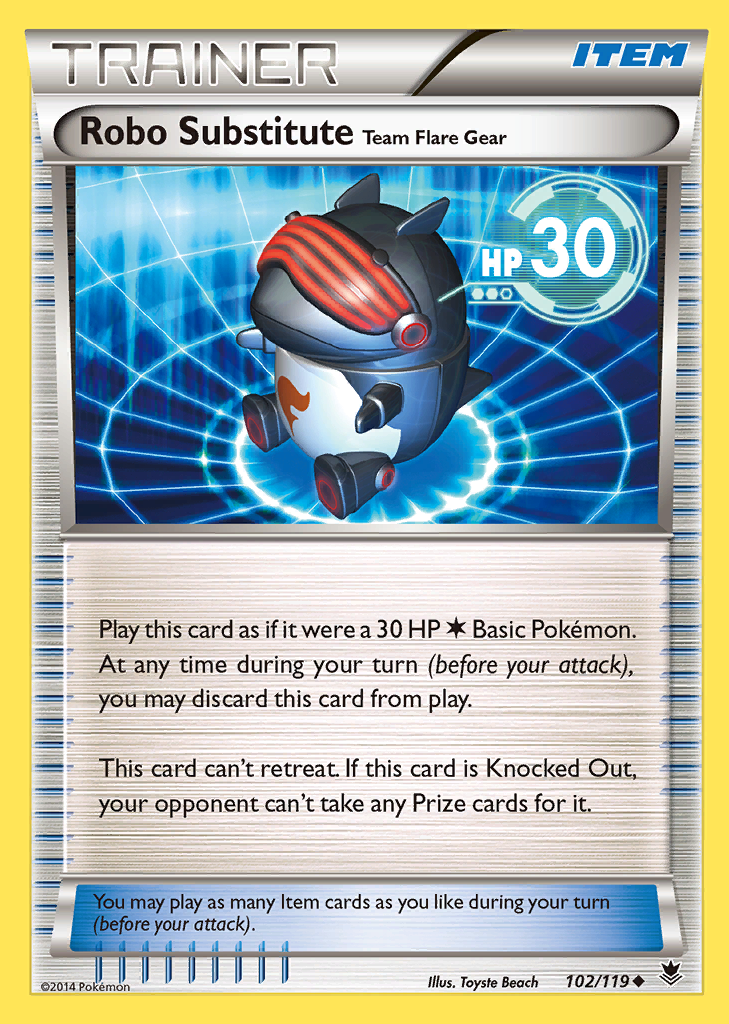 TRAINER
ITEM
Robo Substitute Team Flare Gear
HP 30
Play this card as if it were a 30 HP Basic Pokémon.
At any time during your turn (before your attack),
you may discard this card from play.
This card can't retreat. If this card is Knocked Out,
your opponent can't take any Prize cards for it.
You may play as many Item cards as you like during your turn
(before your attack).
©2014 Pokémon
Illus. Toyste Beach
102/119